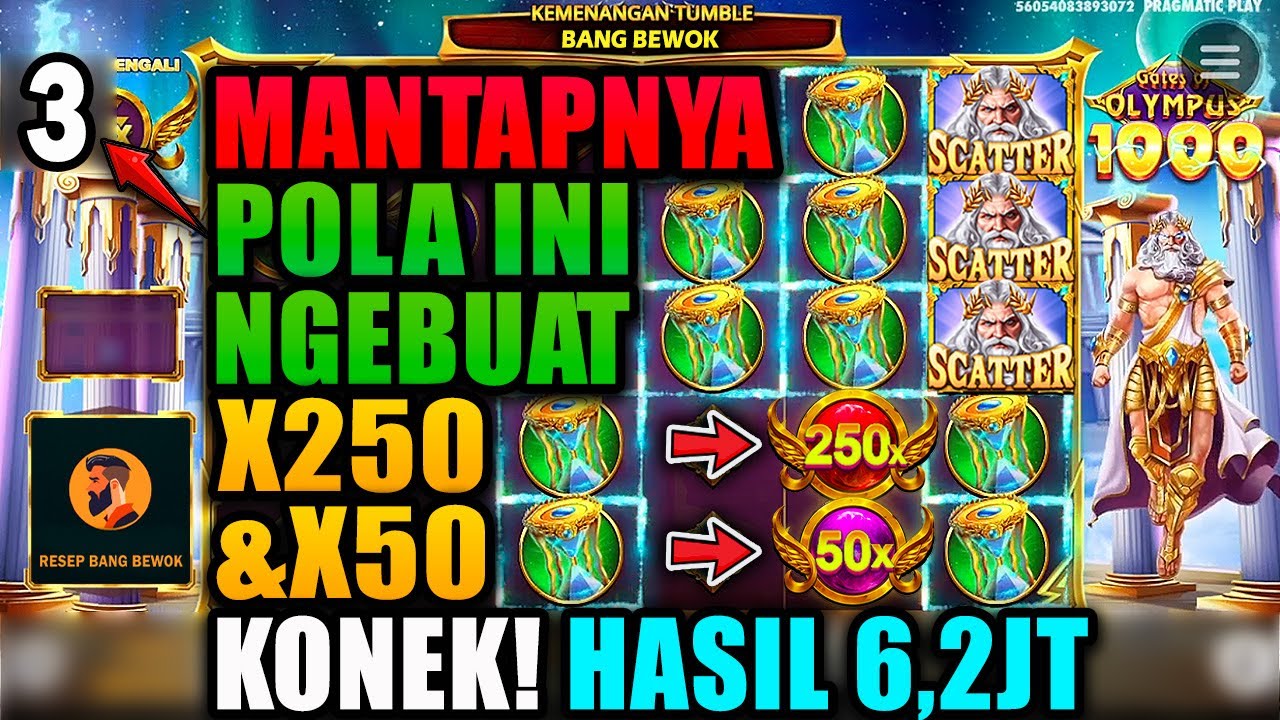 KEMENANGAN TUMBLE
BANG BEWOK
56054083893072 PRAGMATIC PLAY
3
MANTAPNYA
POLA INI
NGEBUAT
X250
&X50
KONEK! HASIL 6,2JT
SCATTER
SCATTER
SCATTER
250x
50x
Gates of
OLYMPUS
1000
RESEP BANG BEWOK